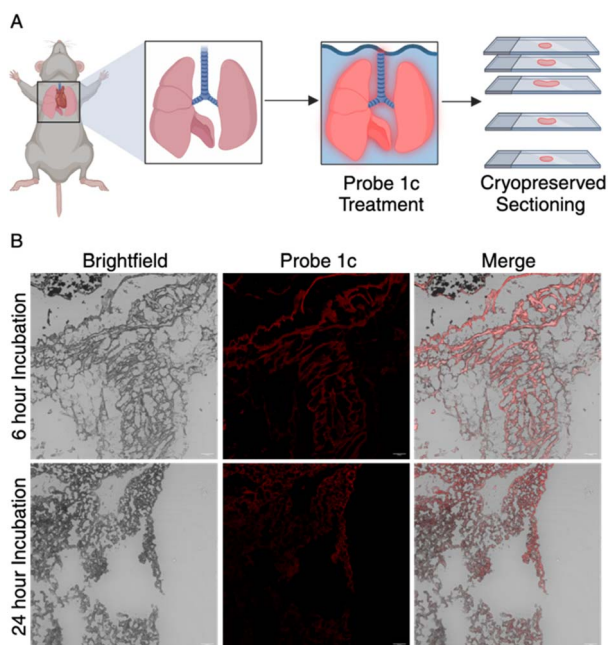 A
Probe 1c
Treatment
Cryopreserved
Sectioning
B
Brightfield
Probe 1c
Merge
6 hour Incubation
24 hour Incubation